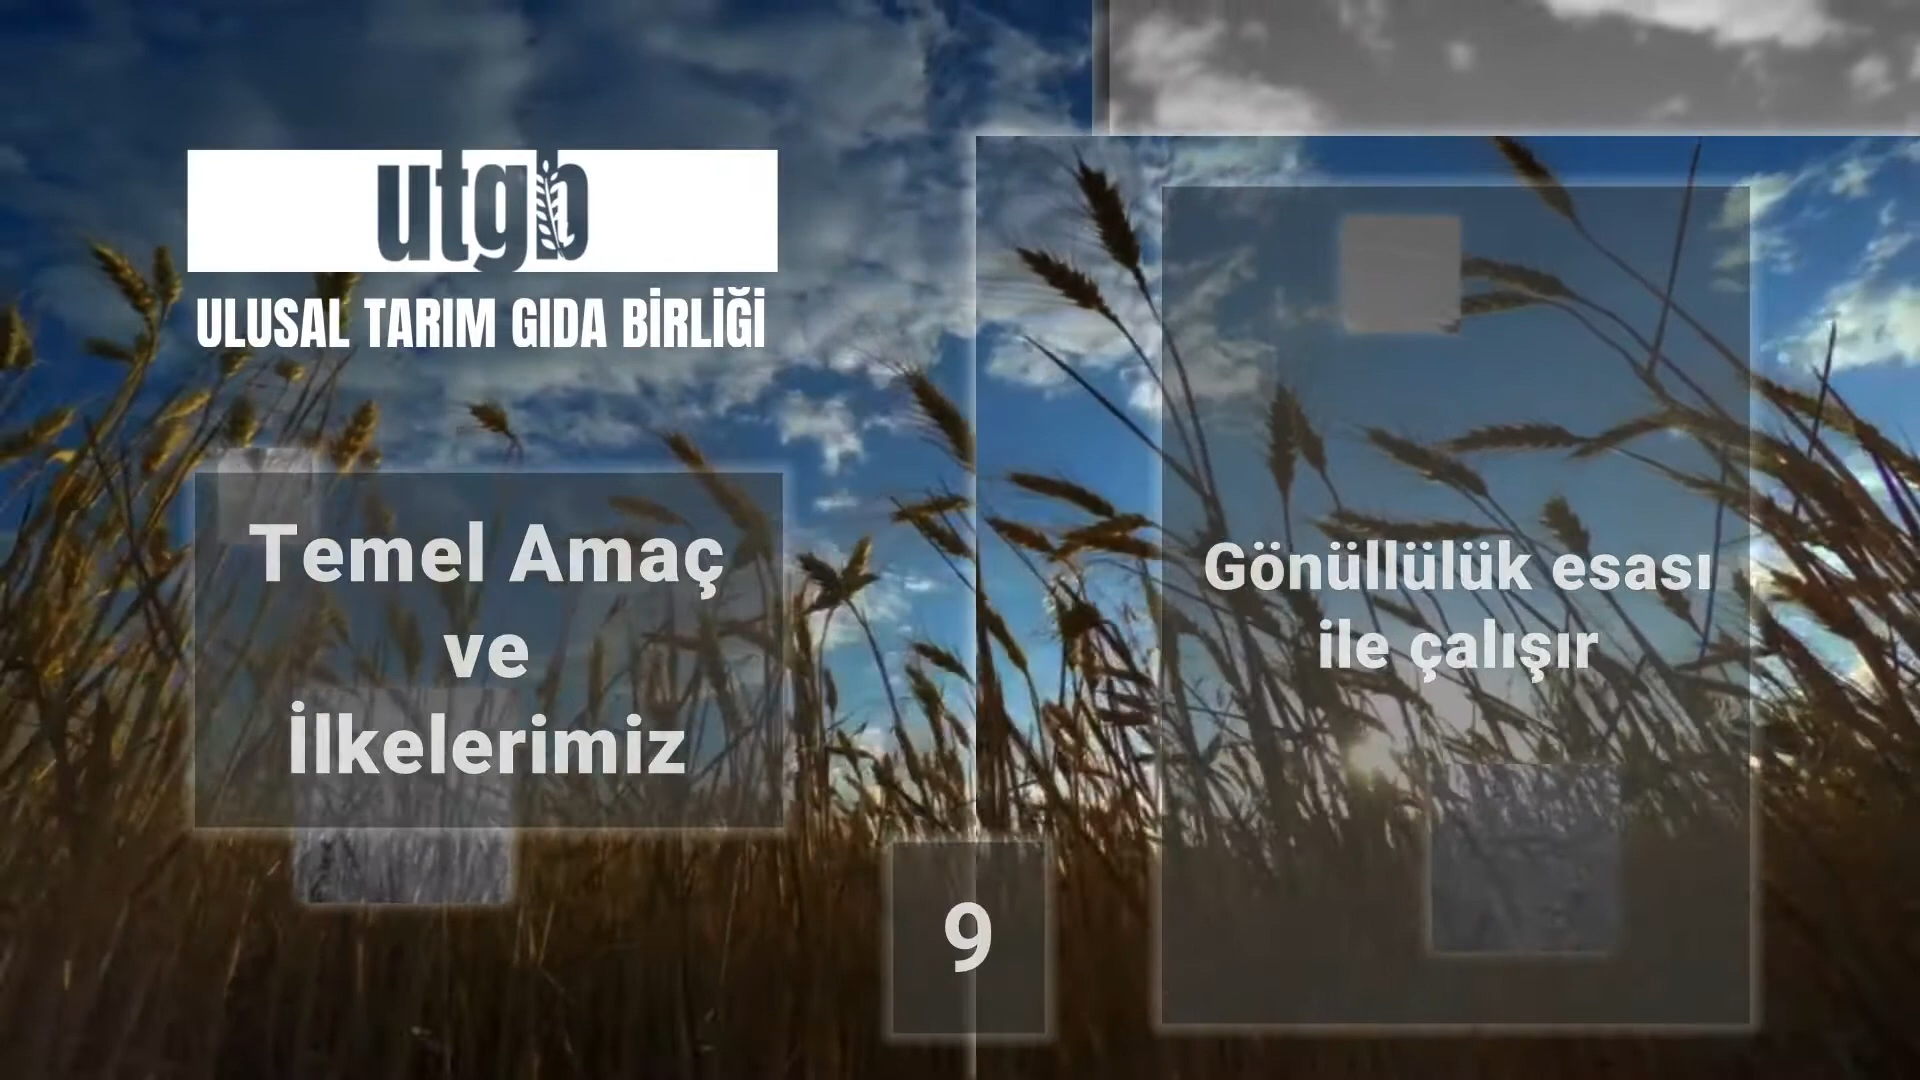 utgb
ULUSAL TARIM GIDA BİRLİĞİ
Temel Amaç
ve
İlkelerimiz
Gönüllülük esası
ile çalışır
9